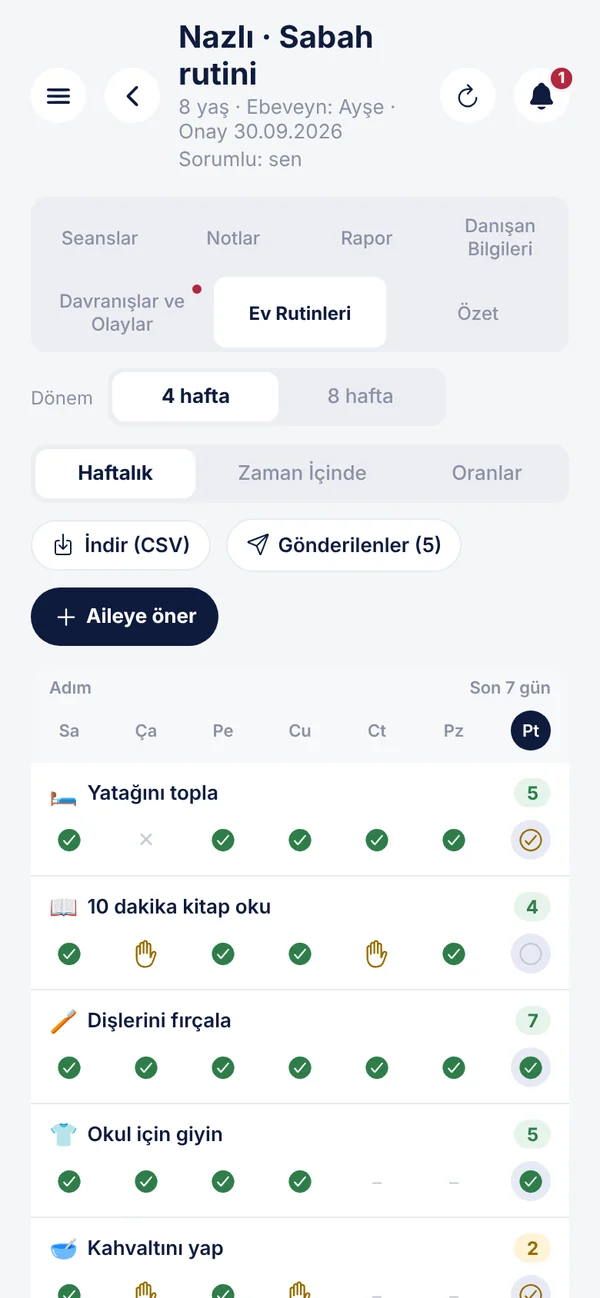 Nazlı · Sabah
rutini
8 yaş · Ebeveyn: Ayşe ·
Onay 30.09.2026
Sorumlu: sen
1
Seanslar Notlar Rapor Danışan Bilgileri
Davranışlar ve Olaylar Ev Rutinleri Özet
Dönem 4 hafta 8 hafta
Haftalık Zaman İçinde Oranlar
İndir (CSV) Gönderilenler (5)
Aileye öner
Adım Son 7 gün
Sa Ça Pe Cu Ct Pz Pt
Yatağını topla 5
10 dakika kitap oku 4
Dişlerini fırçala 7
Okul için giyin 5
Kahvaltını yap 2